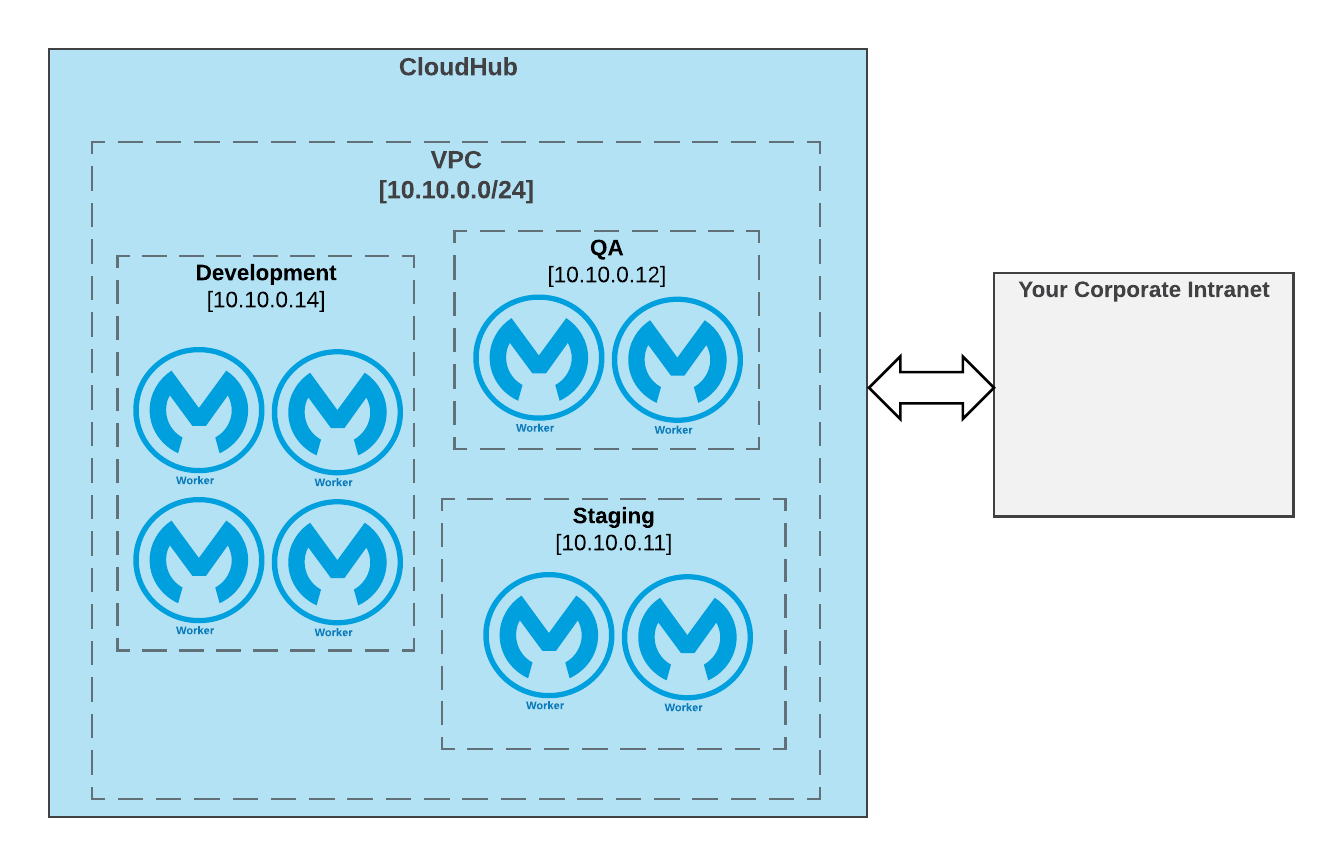 CloudHub
VPC
[10.10.0.0/24]
Development
[10.10.0.14]
Worker
Worker
Worker
Worker
QA
[10.10.0.12]
Worker
Worker
Staging
[10.10.0.11]
Worker
Worker
Your Corporate Intranet